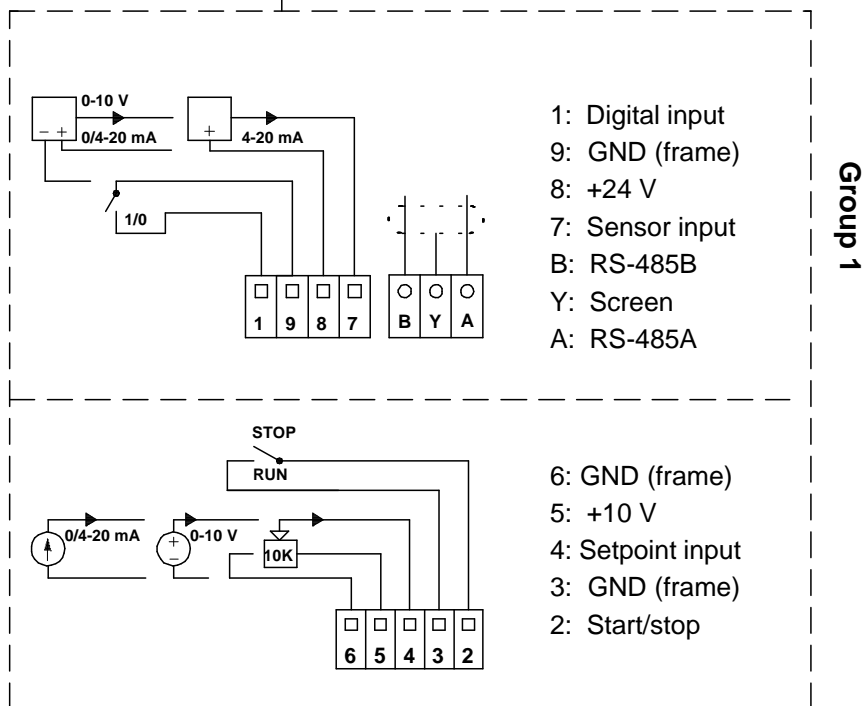 0-10 V
- +
0/4-20 mA
+
4-20 mA
1/0
1 9 8 7
B Y A
1: Digital input
9: GND (frame)
8: +24 V
7: Sensor input
B: RS-485B
Y: Screen
A: RS-485A
Group 1
STOP
RUN
0/4-20 mA
+
-
0-10 V
10K
6 5 4 3 2
6: GND (frame)
5: +10 V
4: Setpoint input
3: GND (frame)
2: Start/stop